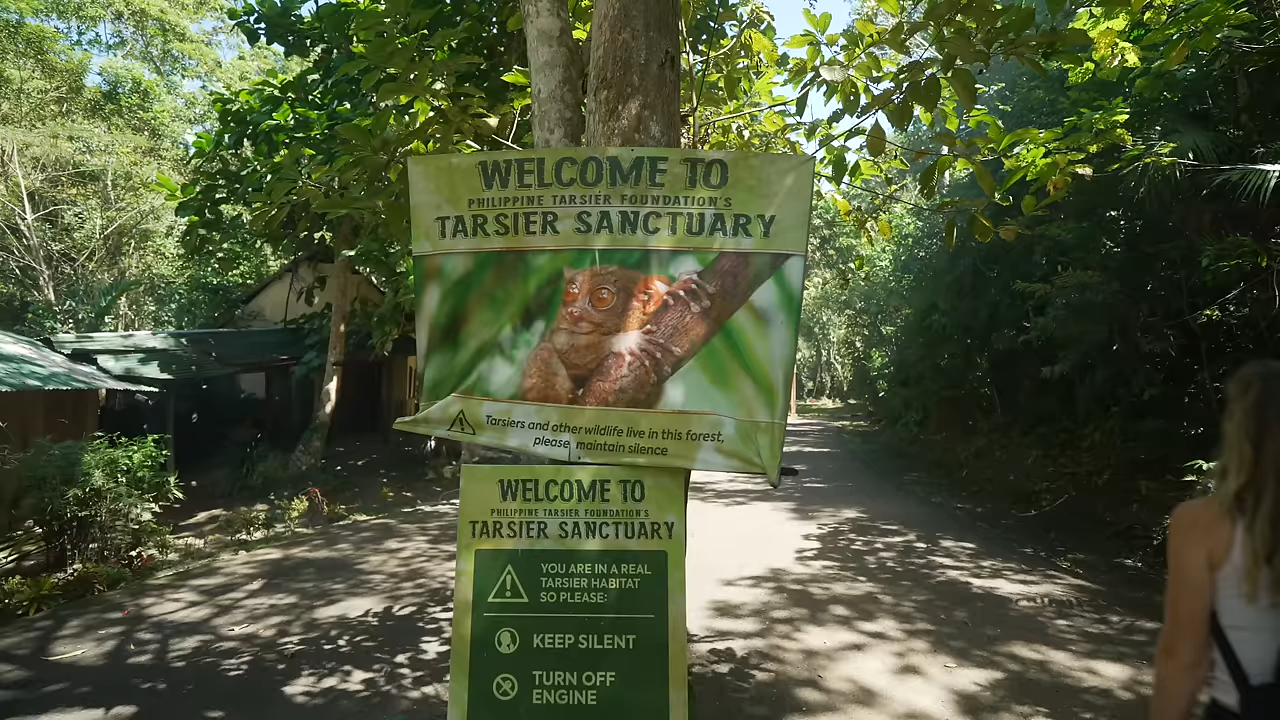 WELCOME TO
PHILIPPINE TARSIER FOUNDATION'S
TARSIER SANCTUARY
Tarsiers and other wildlife live in this forest,
please maintain silence
WELCOME TO
PHILIPPINE TARSIER FOUNDATION'S
TARSIER SANCTUARY
YOU ARE IN A REAL
TARSIER HABITAT
SO PLEASE:
KEEP SILENT
TURN OFF
ENGINE